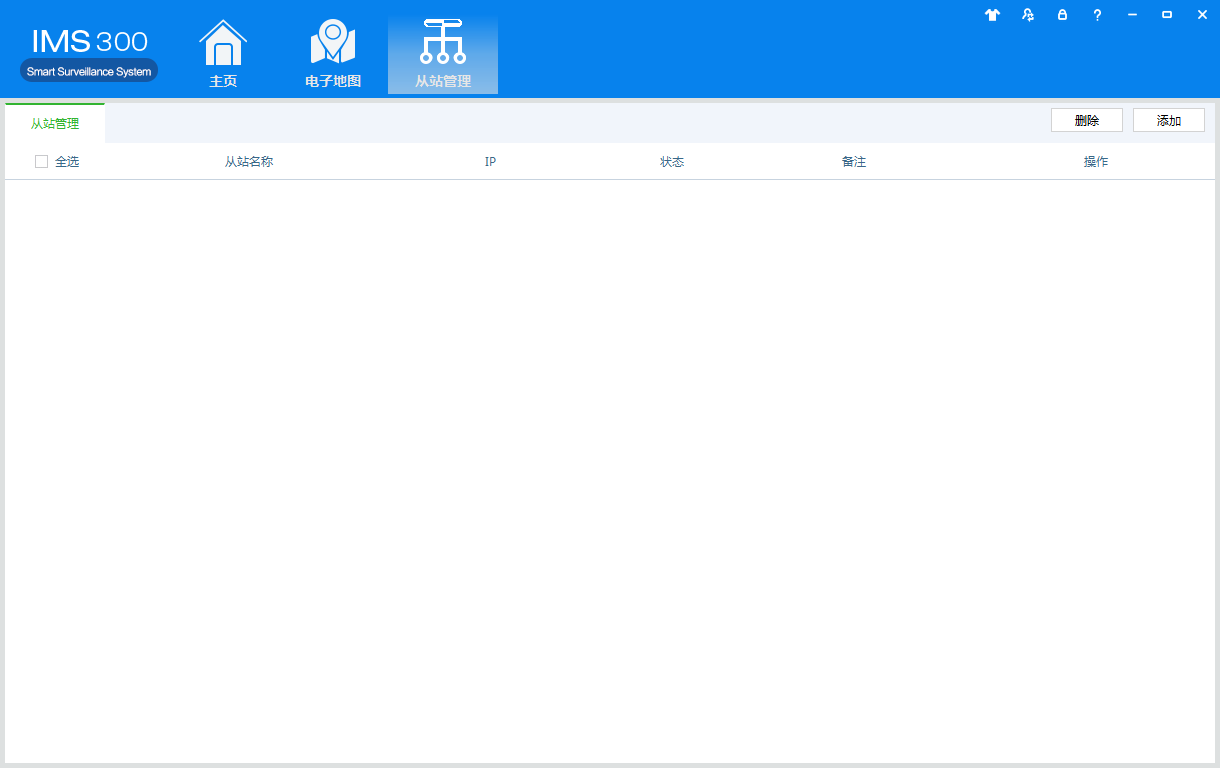 IMS 300
Smart Surveillance System
主页
电子地图
从站管理
从站管理
删除
添加
全选
从站名称
IP
状态
备注
操作